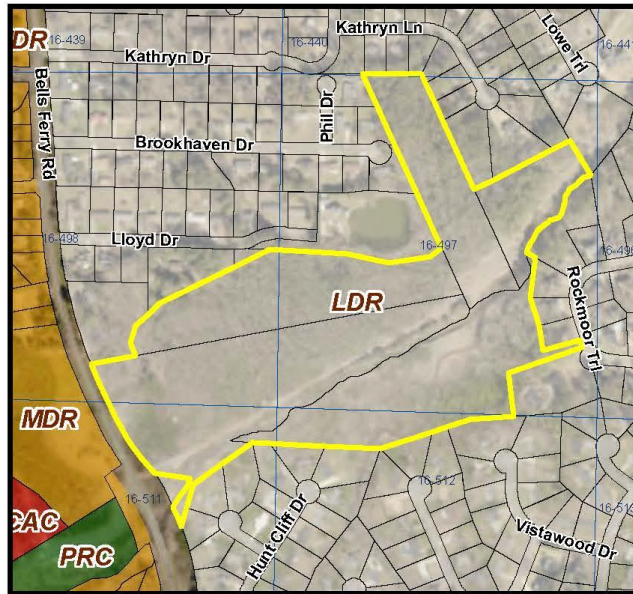 DR
16-439
16-440
Kathryn Ln
Lowe Trl
16-441
Kathryn Dr
Bells Ferry Rd
Phil Dr
Brookhaven Dr
Lloyd Dr
16-498
16-497
16-496
LDR
Rockmoor Trl
MDR
16-511
16-512
16-513
CAC
PRC
Hunt Cliff Dr
Vistawood Dr